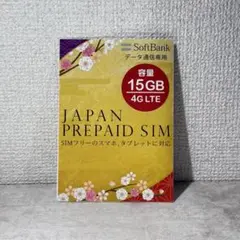 SoftBank
データ通信専用
容量
15GB
4G LTE
JAPAN
PREPAID SIM
SIMフリーのスマホ、タブレットに対応